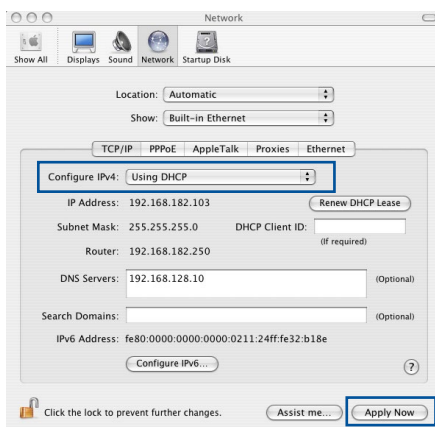 Network
Show All Displays Sound Network Startup Disk
Location: Automatic
Show: Built-in Ethernet
TCP/IP PPPoE AppleTalk Proxies Ethernet
Configure IPv4: Using DHCP
IP Address: 192.168.182.103 Renew DHCP Lease
Subnet Mask: 255.255.255.0 DHCP Client ID:
(If required)
Router: 192.168.182.250
DNS Servers: 192.168.128.10 (Optional)
Search Domains: (Optional)
IPv6 Address: fe80:0000:0000:0000:0211:24ff:fe32:b18e
Configure IPv6... ?
Click the lock to prevent further changes. Assist me... Apply Now